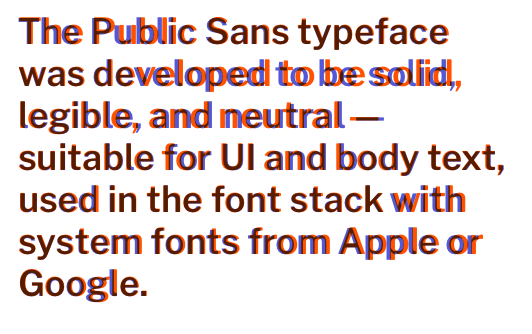 The Public Sans typeface
was developed to be solid,
legible, and neutral —
suitable for UI and body text,
used in the font stack with
system fonts from Apple or
Google.